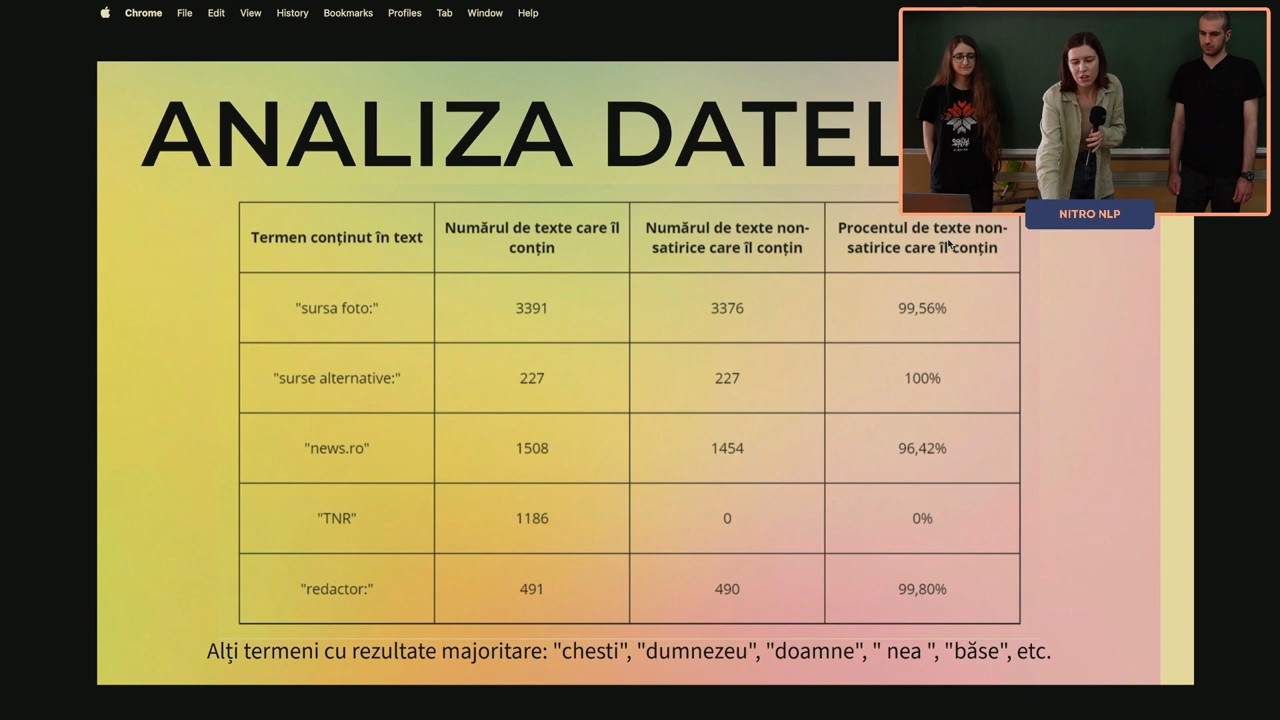 Chrome File Edit View History Bookmarks Profiles Tab Window Help
ANALIZA DATEL
NITRO NLP
Termen conținut în text
Numărul de texte care îl
conțin
Numărul de texte non-
satirice care îl conțin
Procentul de texte non-
satirice care îl conțin
"sursa foto:" 3391 3376 99,56%
"surse alternative:" 227 227 100%
"news.ro" 1508 1454 96,42%
"TNR" 1186 0 0%
"redactor:" 491 490 99,80%
Alți termeni cu rezultate majoritare: "chesti", "dumnezeu", "doamne", " nea ", "băse", etc.